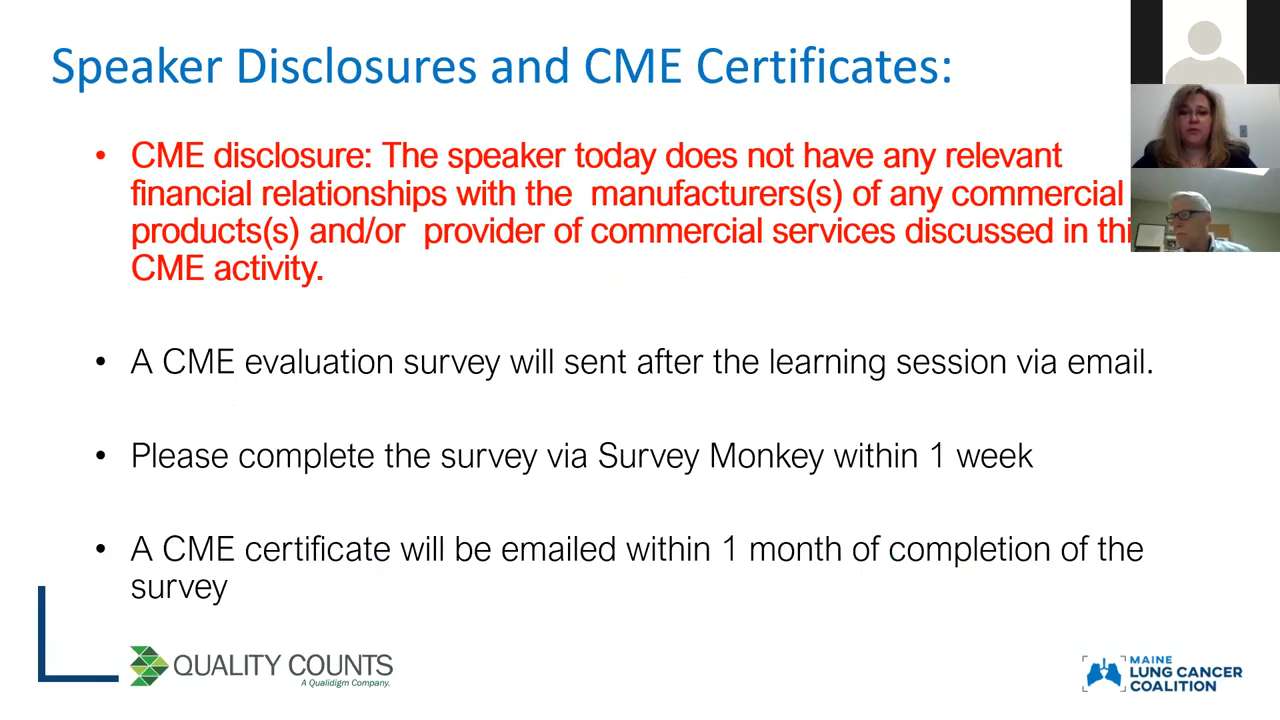 Speaker Disclosures and CME Certificates:
• CME disclosure: The speaker today does not have any relevant
financial relationships with the manufacturers(s) of any commercial
products(s) and/or provider of commercial services discussed in thi
CME activity.
• A CME evaluation survey will sent after the learning session via email.
• Please complete the survey via Survey Monkey within 1 week
• A CME certificate will be emailed within 1 month of completion of the
survey
QUALITY COUNTS
A Qualidigm Company.
MAINE
LUNG CANCER
COALITION